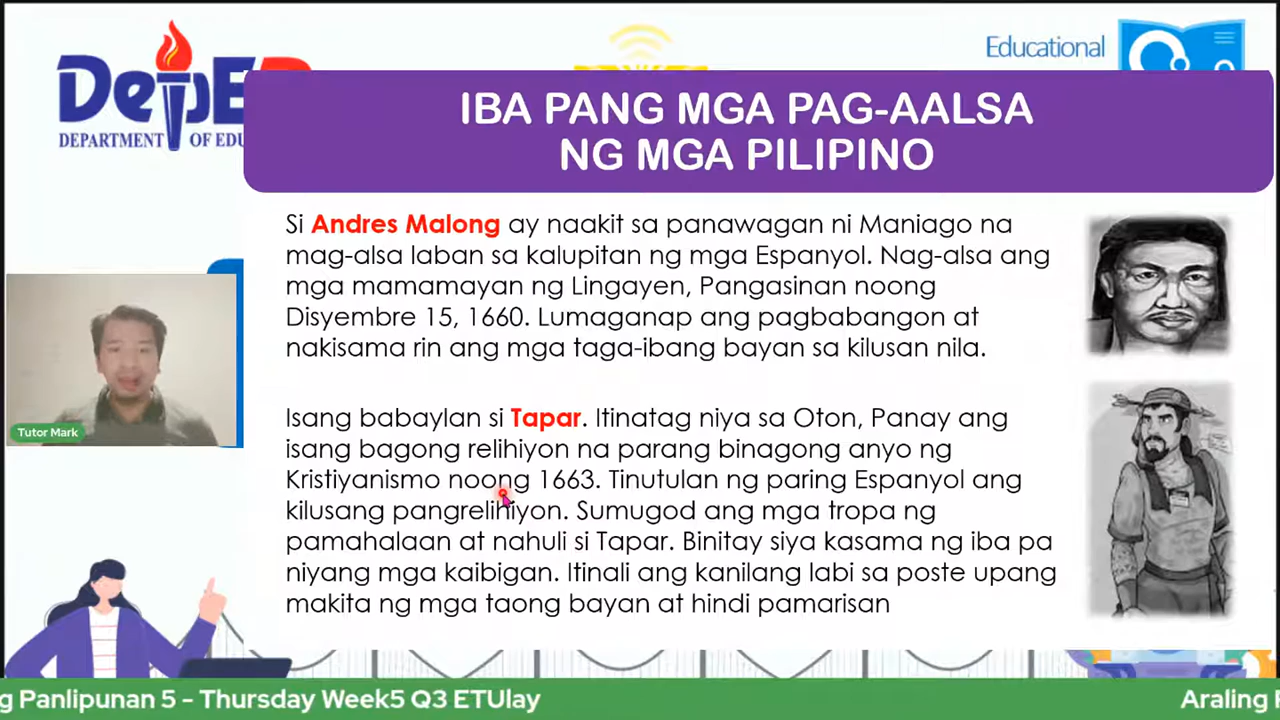 DepED
DEPARTMENT OF EDU
Educational
IBA PANG MGA PAG-AALSA
NG MGA PILIPINO
Si Andres Malong ay naakit sa panawagan ni Maniago na
mag-alsa laban sa kalupitan ng mga Espanyol. Nag-alsa ang
mga mamamayan ng Lingayen, Pangasinan noong
Disyembre 15, 1660. Lumaganap ang pagbabangon at
nakisama rin ang mga taga-ibang bayan sa kilusan nila.
Isang babaylan si Tapar. Itinatag niya sa Oton, Panay ang
isang bagong relihiyon na parang binagong anyo ng
Kristiyanismo noong 1663. Tinutulan ng paring Espanyol ang
kilusang pangrelihiyon. Sumugod ang mga tropa ng
pamahalaan at nahuli si Tapar. Binitay siya kasama ng iba pa
niyang mga kaibigan. Itinali ang kanilang labi sa poste upang
makita ng mga taong bayan at hindi pamarisan
Tutor Mark
g Panlipunan 5 - Thursday Week5 Q3 ETUlay
Araling P